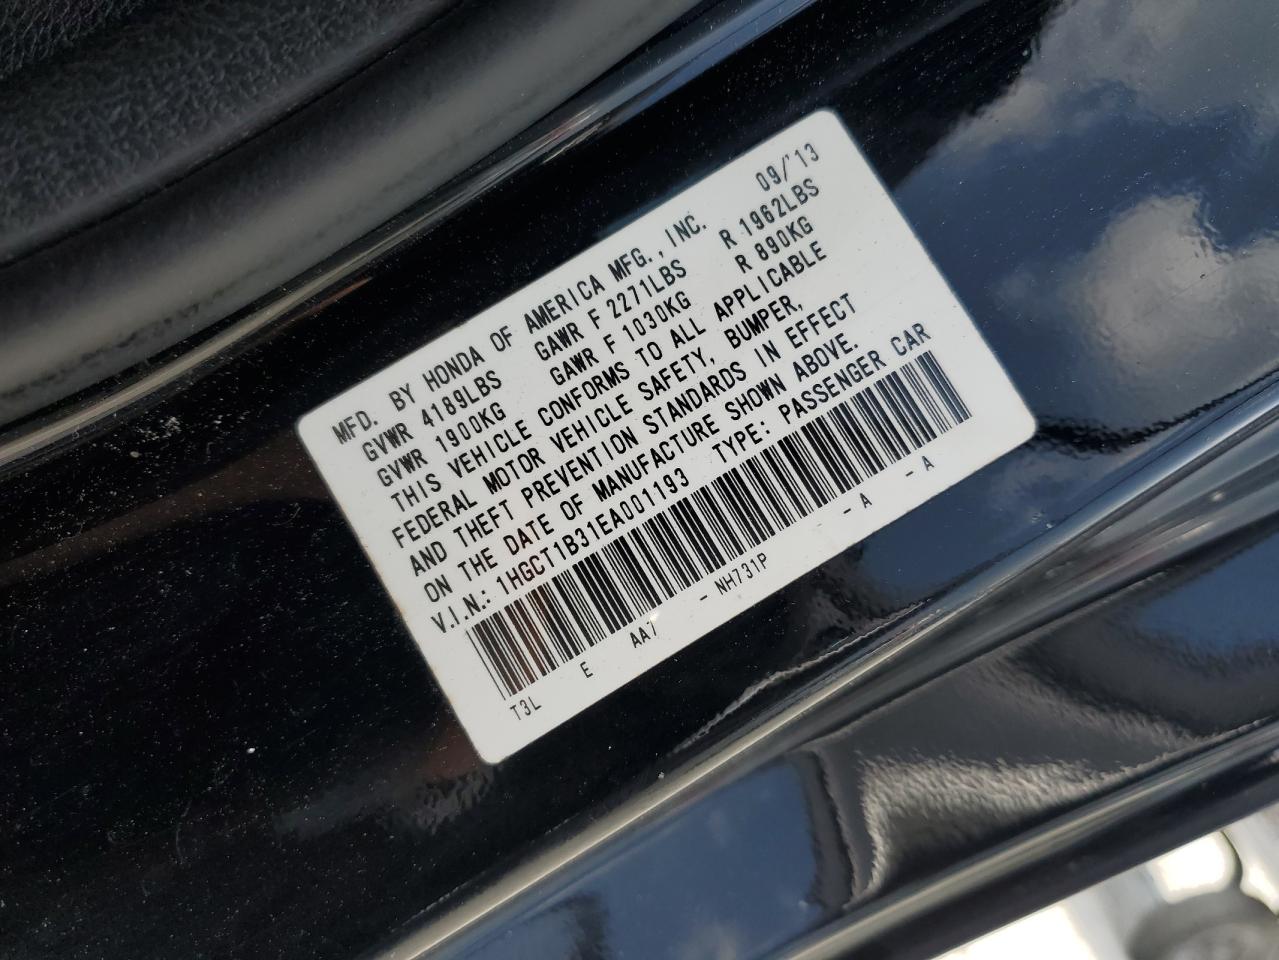 MFD. BY HONDA OF AMERICA MFG., INC. 09/'13
GVWR 4189LBS GAWR F 2271LBS R 1962LBS
GVWR 1900KG GAWR F 1030KG R 890KG
THIS VEHICLE CONFORMS TO ALL APPLICABLE
FEDERAL MOTOR VEHICLE SAFETY, BUMPER,
AND THEFT PREVENTION STANDARDS IN EFFECT
ON THE DATE OF MANUFACTURE SHOWN ABOVE.
V.I.N.: 1HGCT1B31EA001193 TYPE: PASSENGER CAR
T3L E AA7 - NH731P - - A - A